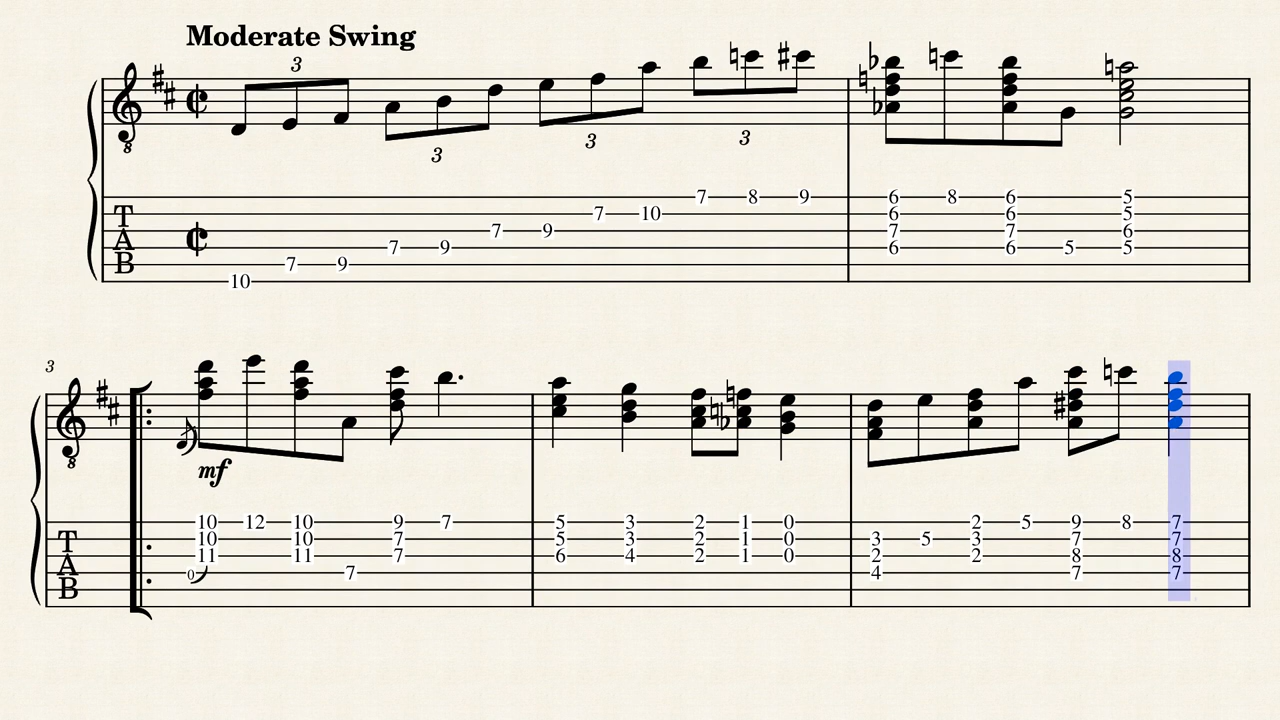 Moderate Swing
3
3 3 3
8
T A B
7 8 9 6 8 6 5
7 10 6 6 5
7 9 7 7 6
7 9 6 6 5 5
7 9
10
3
8
mf
T A B
10 12 10 9 7 5 3 2 1 0 2 5 9 8 7
10 10 7 5 3 2 1 0 3 5 3 7 7
11 11 7 6 4 2 1 0 2 2 8 8
0 7 4 7 7